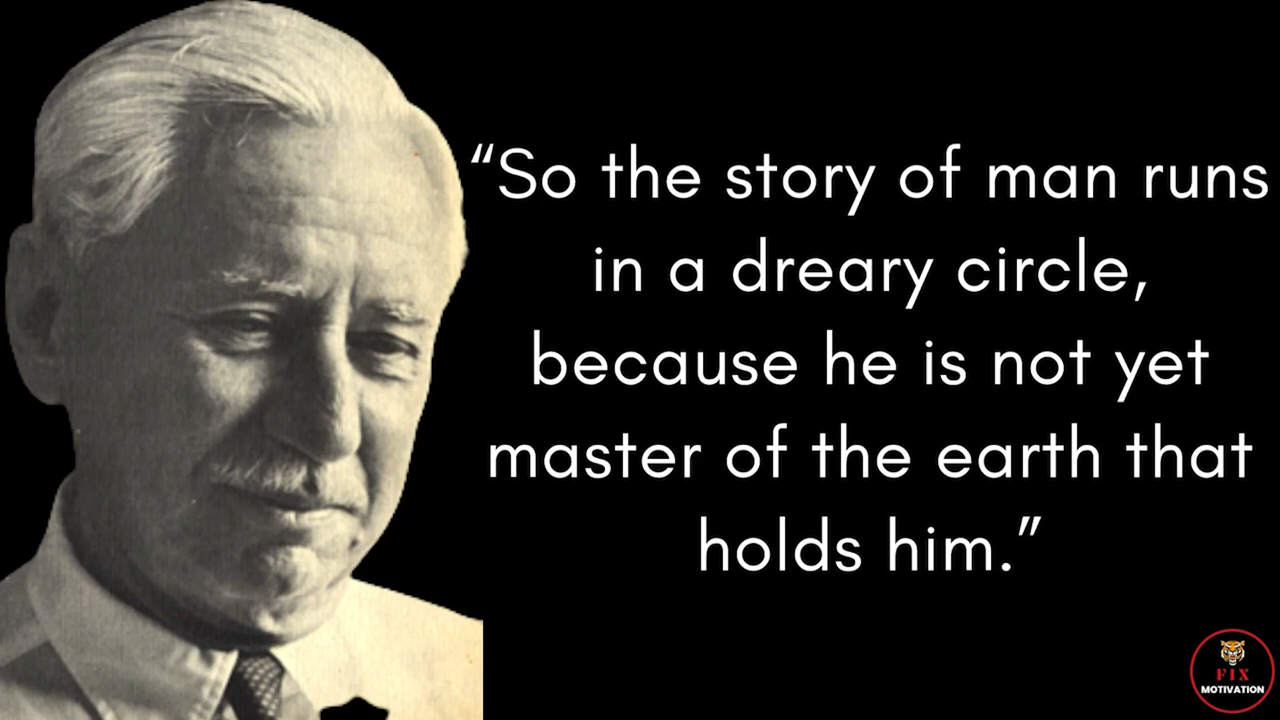 “So the story of man runs
in a dreary circle,
because he is not yet
master of the earth that
holds him.”
FIX
MOTIVATION